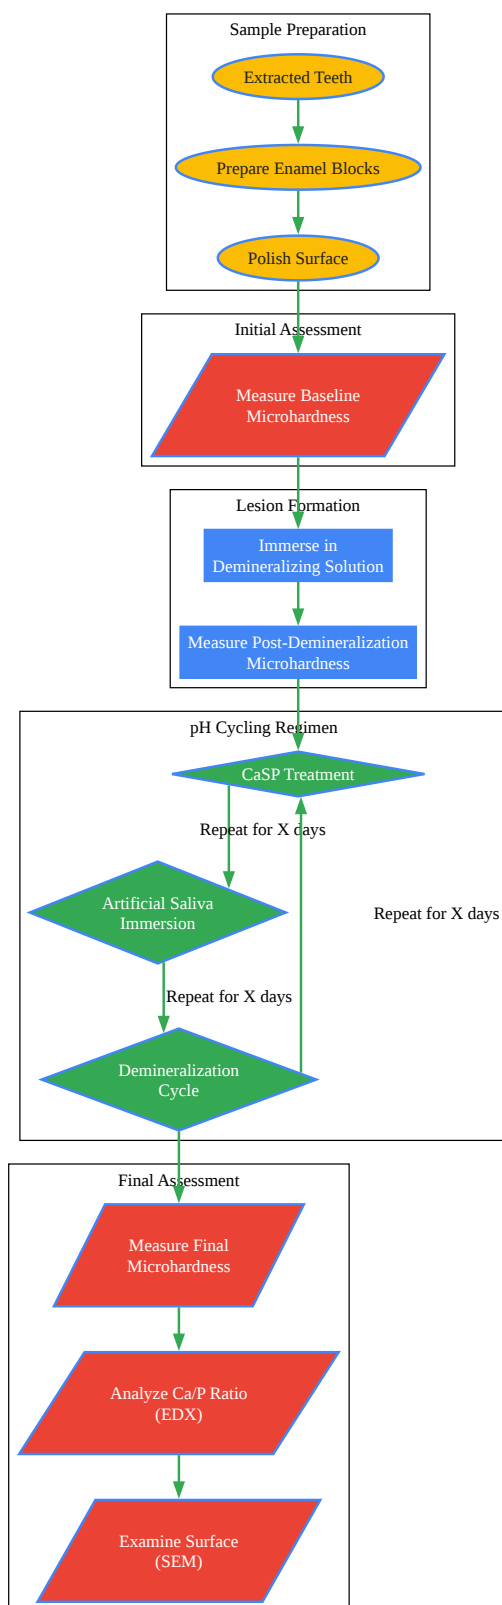 Sample Preparation
Extracted Teeth
Prepare Enamel Blocks
Polish Surface
Initial Assessment
Measure Baseline
Microhardness
Lesion Formation
Immerse in
Demineralizing Solution
Measure Post-Demineralization
Microhardness
pH Cycling Regimen
CaSP Treatment
Repeat for X days
Artificial Saliva
Immersion
Repeat for X days
Repeat for X days
Demineralization
Cycle
Final Assessment
Measure Final
Microhardness
Analyze Ca/P Ratio
(EDX)
Examine Surface
(SEM)